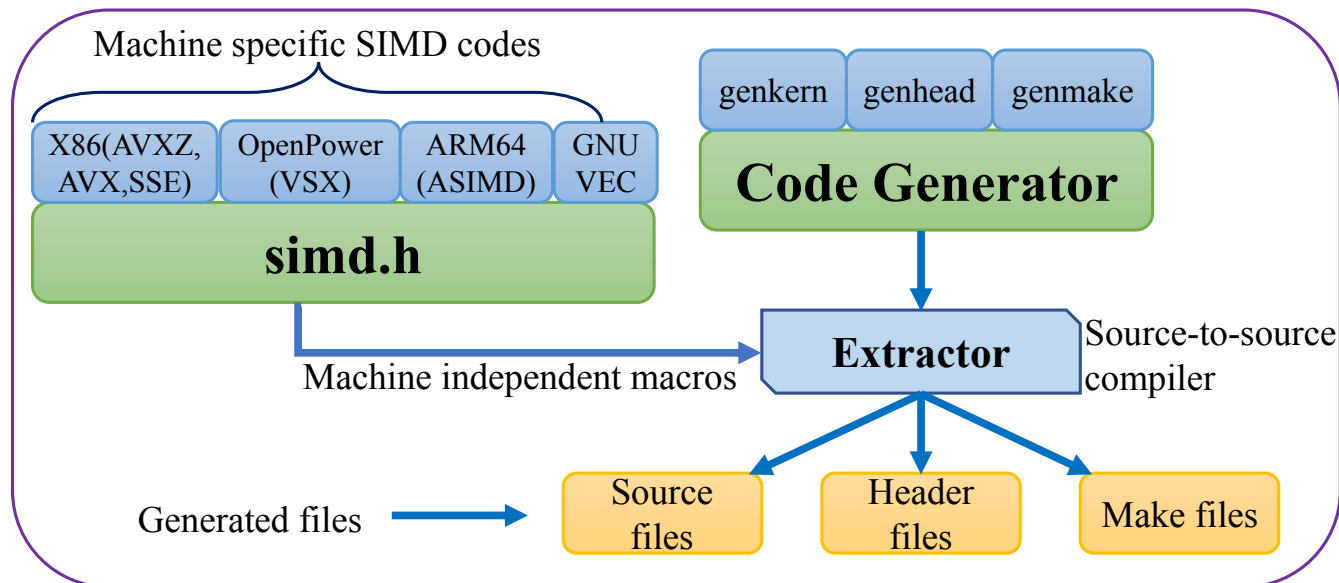 Machine specific SIMD codes
X86(AVXZ,
AVX,SSE)
OpenPower
(VSX)
ARM64
(ASIMD)
GNU
VEC
simd.h
genkern
genhead
genmake
Code Generator
Machine independent macros
Extractor
Source-to-source
compiler
Generated files
Source
files
Header
files
Make files